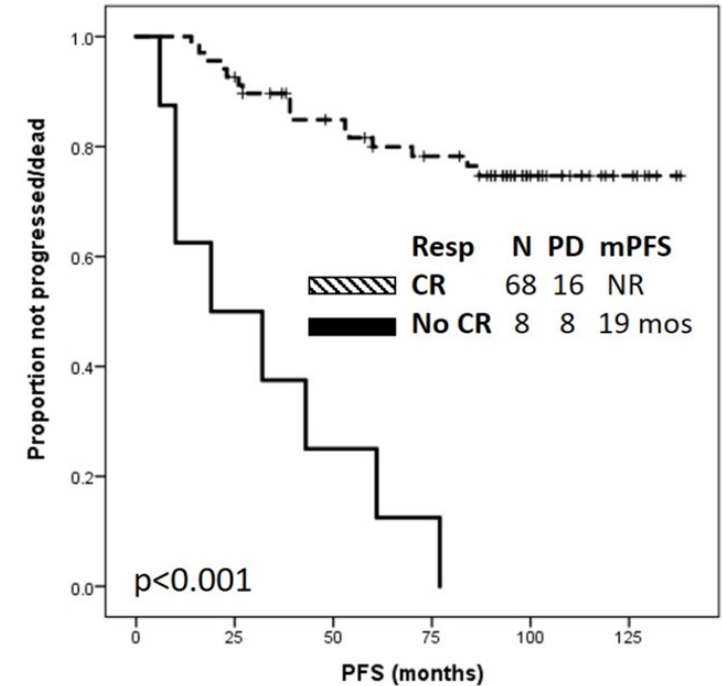 Proportion not progressed/dead
1.0
0.8
0.6
0.4
0.2
0.0
Resp N PD mPFS
CR 68 16 NR
No CR 8 8 19 mos
p<0.001
0 25 50 75 100 125
PFS (months)